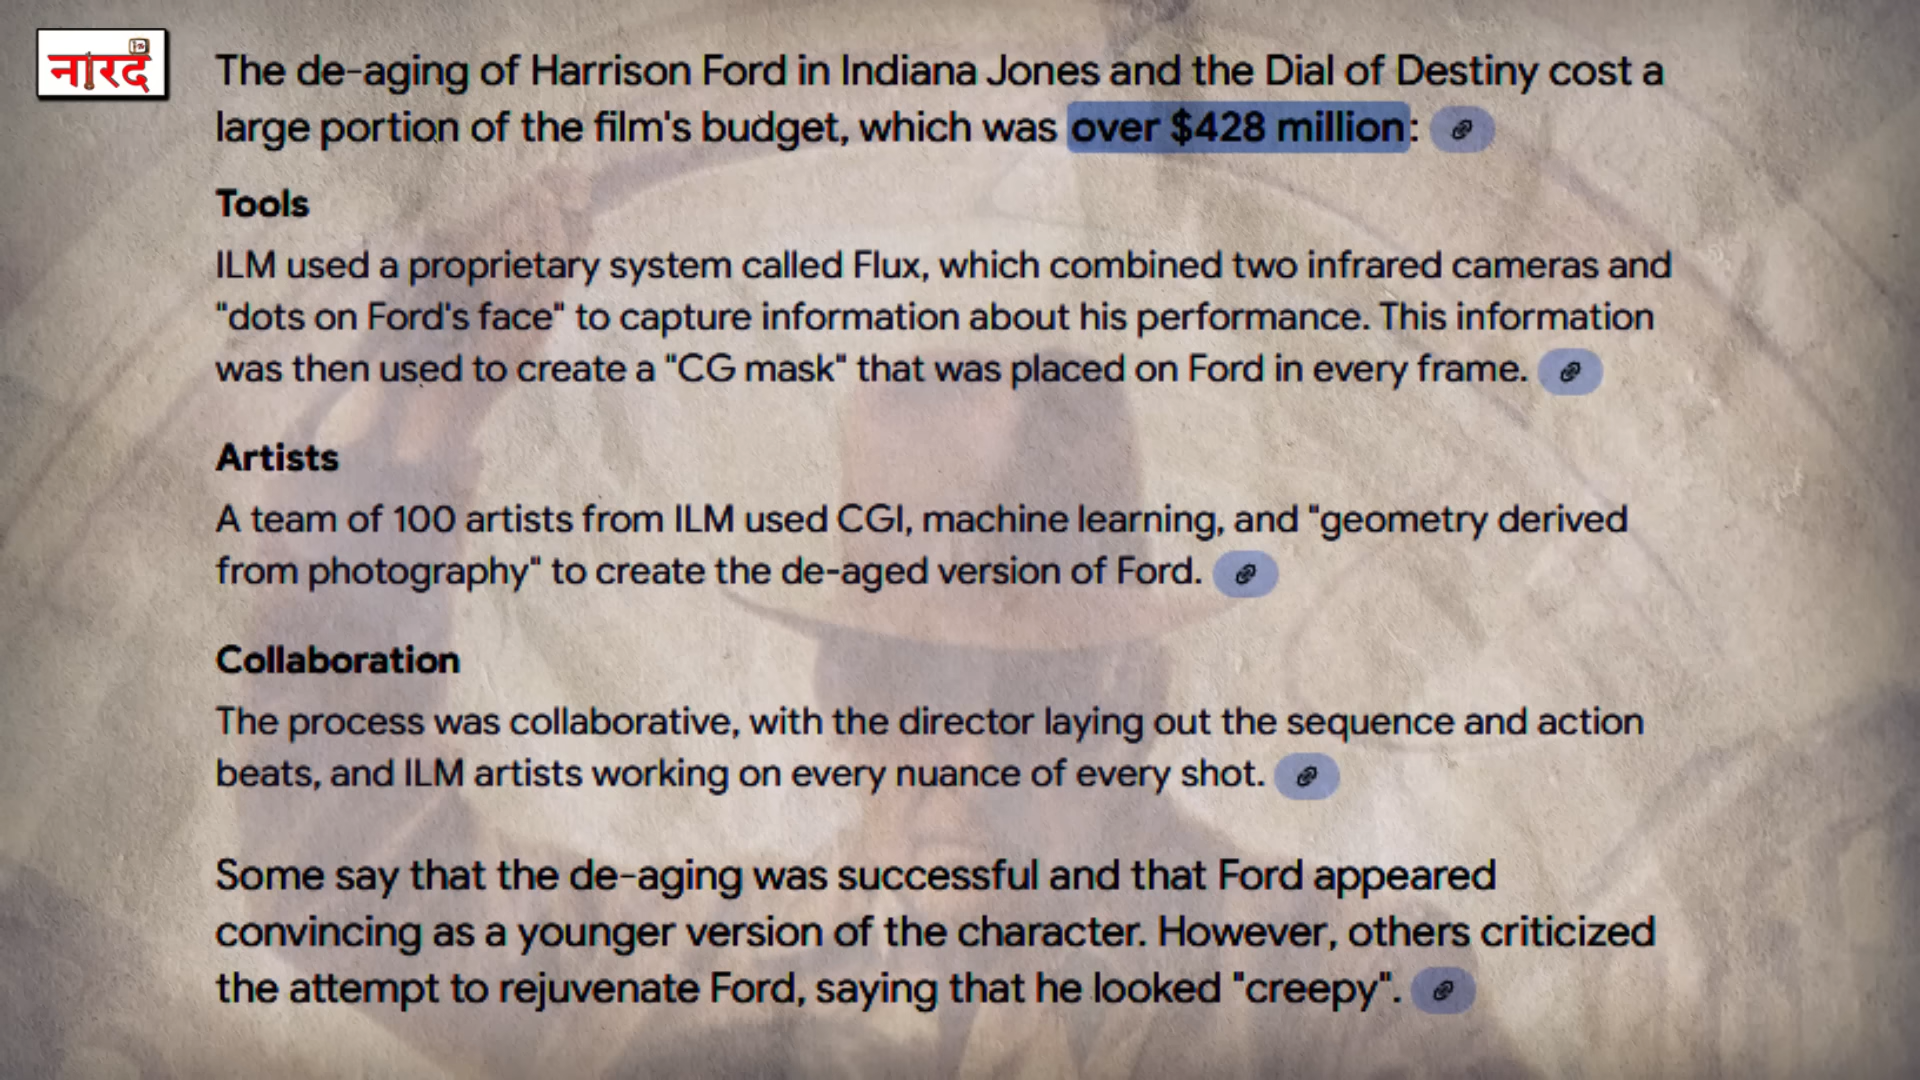 नारद
The de-aging of Harrison Ford in Indiana Jones and the Dial of Destiny cost a
large portion of the film's budget, which was over $428 million:
Tools
ILM used a proprietary system called Flux, which combined two infrared cameras and
"dots on Ford's face" to capture information about his performance. This information
was then used to create a "CG mask" that was placed on Ford in every frame.
Artists
A team of 100 artists from ILM used CGI, machine learning, and "geometry derived
from photography" to create the de-aged version of Ford.
Collaboration
The process was collaborative, with the director laying out the sequence and action
beats, and ILM artists working on every nuance of every shot.
Some say that the de-aging was successful and that Ford appeared
convincing as a younger version of the character. However, others criticized
the attempt to rejuvenate Ford, saying that he looked "creepy".